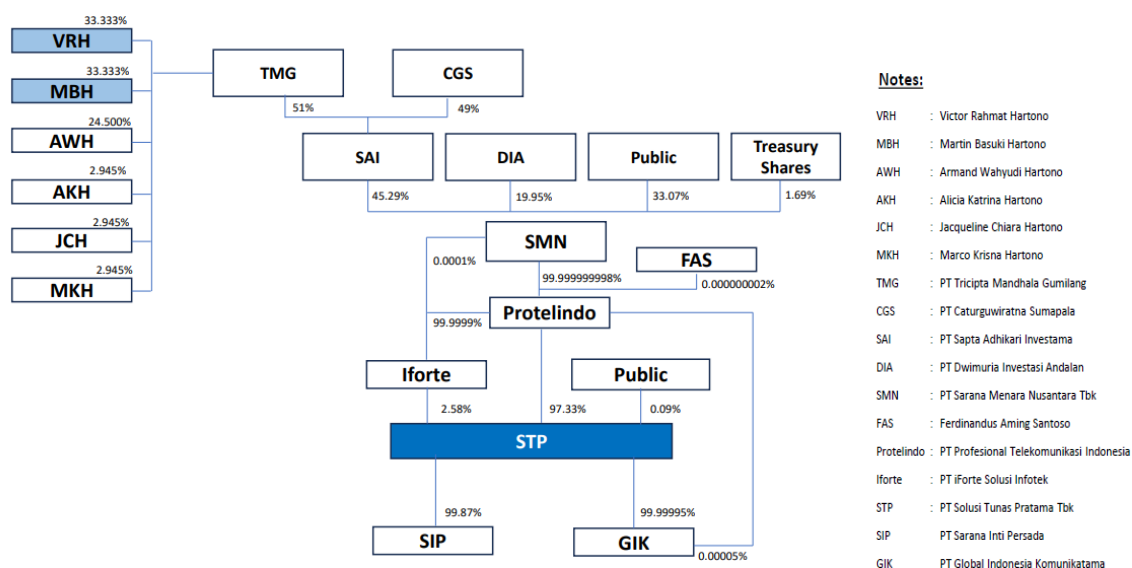 33.333%
VRH
33.333%
MBH
24.500%
AWH
2.945%
AKH
2.945%
JCH
2.945%
MKH
TMG
CGS
51%
49%
SAI
DIA
Public
Treasury
Shares
45.29%
19.95%
33.07%
1.69%
SMN
FAS
0.0001%
99.999999998%
0.000000002%
Protelindo
99.9999%
Iforte
Public
2.58%
97.33%
0.09%
STP
99.87%
99.99995%
SIP
GIK
0.00005%
Notes:
VRH : Victor Rahmat Hartono
MBH : Martin Basuki Hartono
AWH : Armand Wahyudi Hartono
AKH : Alicia Katrina Hartono
JCH : Jacqueline Chiara Hartono
MKH : Marco Krisna Hartono
TMG : PT Tricipta Mandhala Gumilang
CGS : PT Caturguwiratna Sumapala
SAI : PT Sapta Adhikari Investama
DIA : PT Dwimuria Investasi Andalan
SMN : PT Sarana Menara Nusantara Tbk
FAS : Ferdinandus Aming Santoso
Protelindo : PT Profesional Telekomunikasi Indonesia
Iforte : PT iForte Solusi Infotek
STP : PT Solusi Tunas Pratama Tbk
SIP PT Sarana Inti Persada
GIK PT Global Indonesia Komunikatama